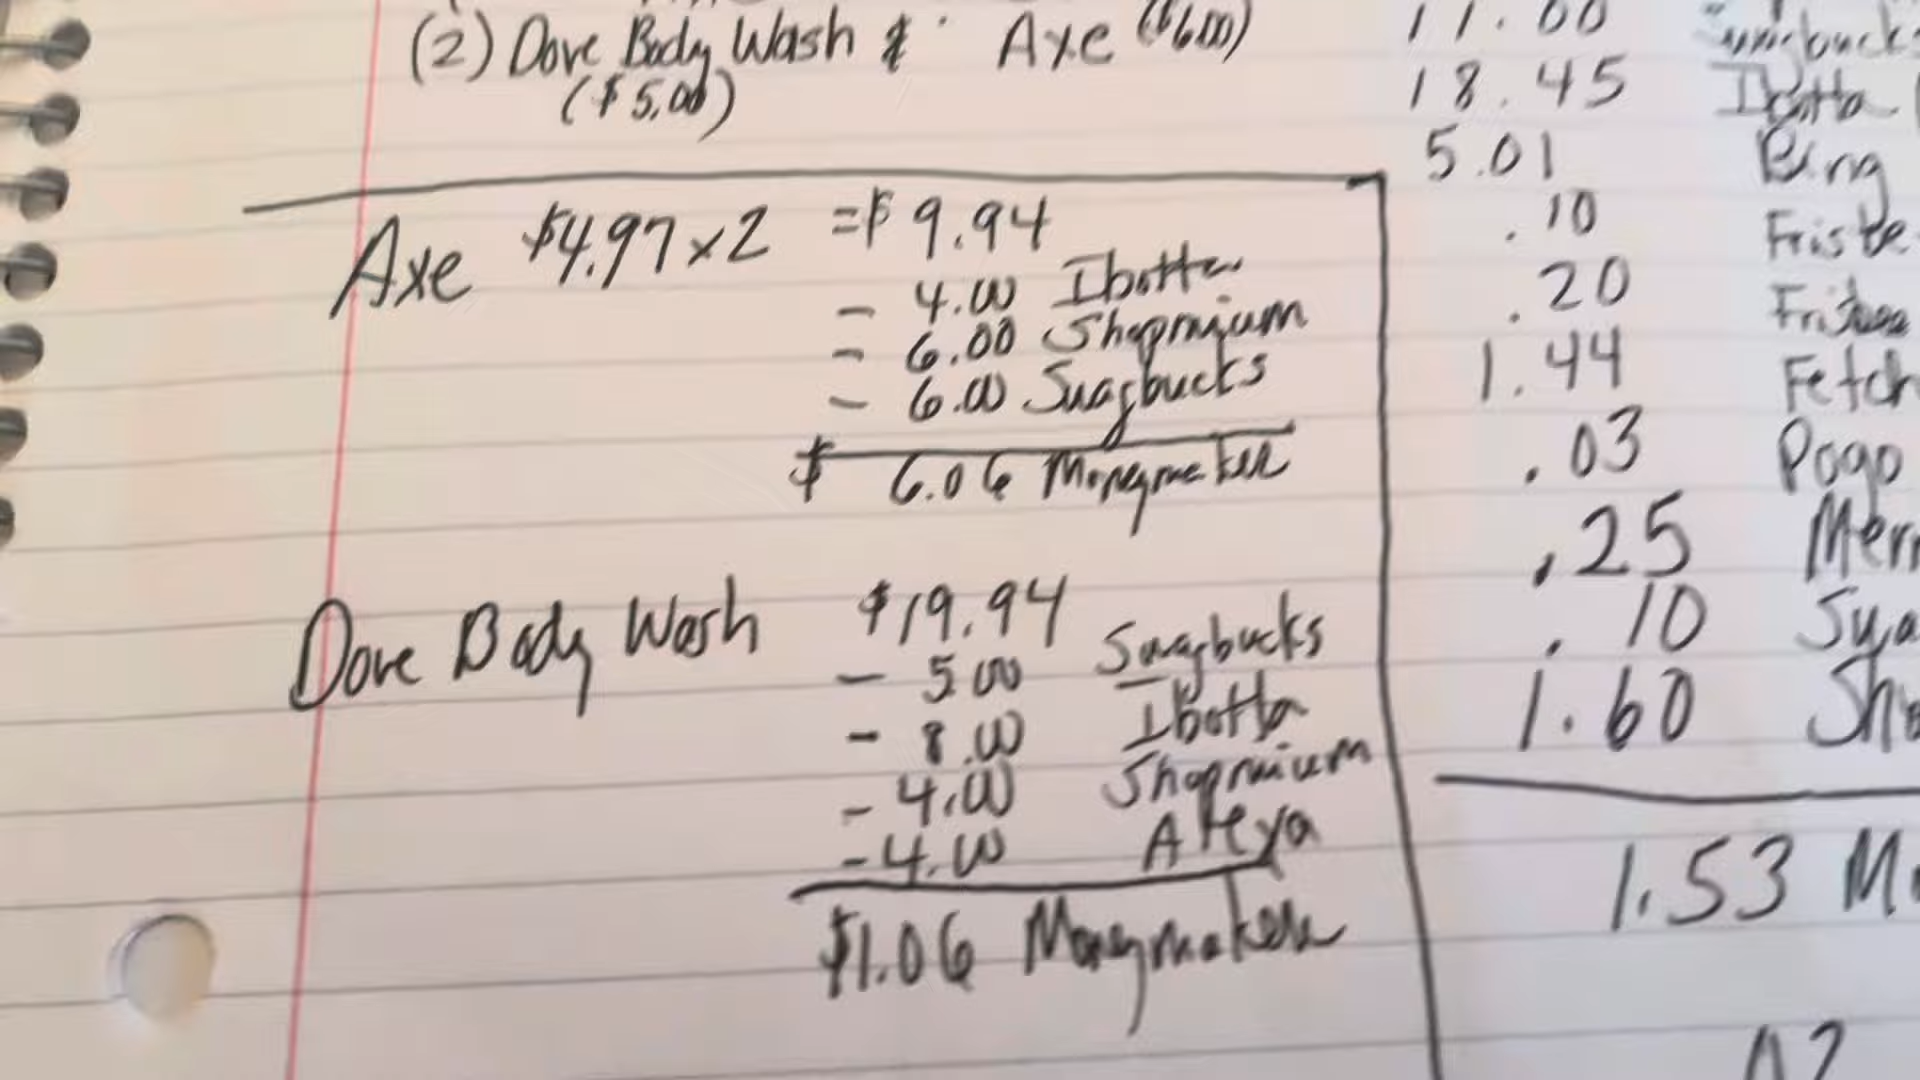 (2) Dove Body Wash & Axe ($6.00)
($5.00)
Axe $4.97 x 2 = $ 9.94
- 4.00 Ibotta
- 6.00 Shopmium
- 6.00 Swagbucks
$ 6.06 Moneymaker
Dove Body Wash $19.94
- 5.00 Swagbucks
- 8.00 Ibotta
- 4.00 Shopmium
- 4.00
$1.06 Moneymaker
11.00
18.45 Ibotta
5.01 Bing
.10
.20
1.44 Fetch
.03 Pogo
.25
.10
1.60
1.53